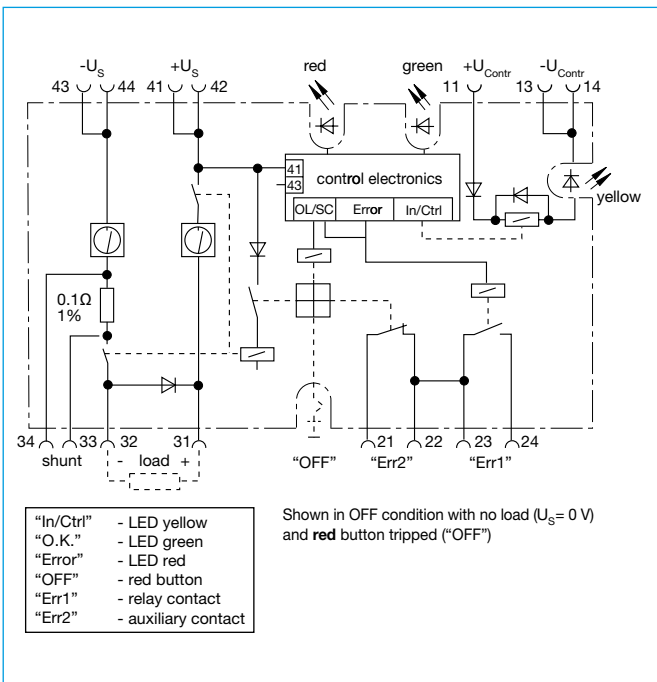 -U_S +U_S red green +U_Contr -U_Contr
43 44 41 42 11 13 14
41
43
control electronics
OL/SC Error In/Ctrl
yellow
0.1Ω
1%
34 33 32 31 21 22 23 24
shunt - load + "OFF" "Err2" "Err1"
"In/Ctrl" - LED yellow
"O.K." - LED green
"Error" - LED red
"OFF" - red button
"Err1" - relay contact
"Err2" - auxiliary contact
Shown in OFF condition with no load (U_S= 0 V)
and red button tripped ("OFF")